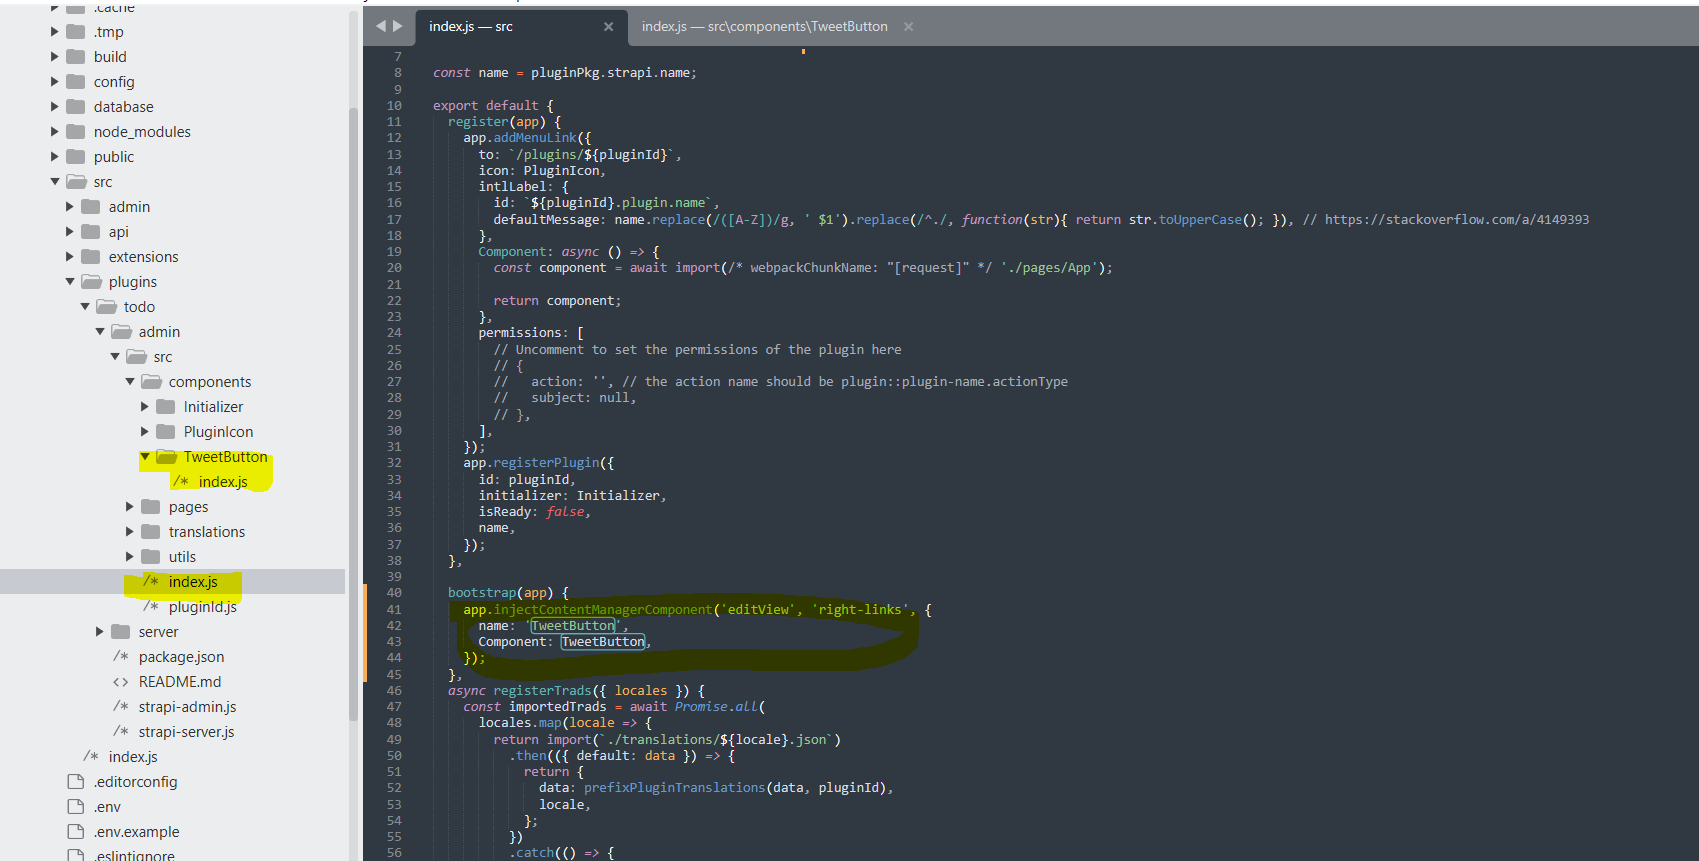 .cache
.tmp
build
config
database
node_modules
public
src
admin
api
extensions
plugins
todo
admin
src
components
Initializer
PluginIcon
TweetButton
/* index.js
pages
translations
utils
/* index.js
/* pluginId.js
server
/* package.json
<> README.md
/* strapi-admin.js
/* strapi-server.js
/* index.js
.editorconfig
.env
.env.example
.eslintignore
index.js — src ×
index.js — src\components\TweetButton ×
7
8 const name = pluginPkg.strapi.name;
9
10 export default {
11 register(app) {
12 app.addMenuLink({
13 to: `/plugins/${pluginId}`,
14 icon: PluginIcon,
15 intlLabel: {
16 id: `${pluginId}.plugin.name`,
17 defaultMessage: name.replace(/([A-Z])/g, ' $1').replace(/^./, function(str){ return str.toUpperCase(); }), // https://stackoverflow.com/a/4149393
18 },
19 Component: async () => {
20 const component = await import(/* webpackChunkName: "[request]" */ './pages/App');
21
22 return component;
23 },
24 permissions: [
25 // Uncomment to set the permissions of the plugin here
26 // {
27 //   action: '', // the action name should be plugin::plugin-name.actionType
28 //   subject: null,
29 // },
30 ],
31 });
32 app.registerPlugin({
33 id: pluginId,
34 initializer: Initializer,
35 isReady: false,
36 name,
37 });
38 },
39
40 bootstrap(app) {
41 app.injectContentManagerComponent('editView', 'right-links', {
42 name: 'TweetButton',
43 Component: TweetButton,
44 });
45 },
46 async registerTrads({ locales }) {
47 const importedTrads = await Promise.all(
48 locales.map(locale => {
49 return import(`./translations/${locale}.json`)
50 .then(({ default: data }) => {
51 return {
52 data: prefixPluginTranslations(data, pluginId),
53 locale,
54 };
55 })
56 .catch(() => {